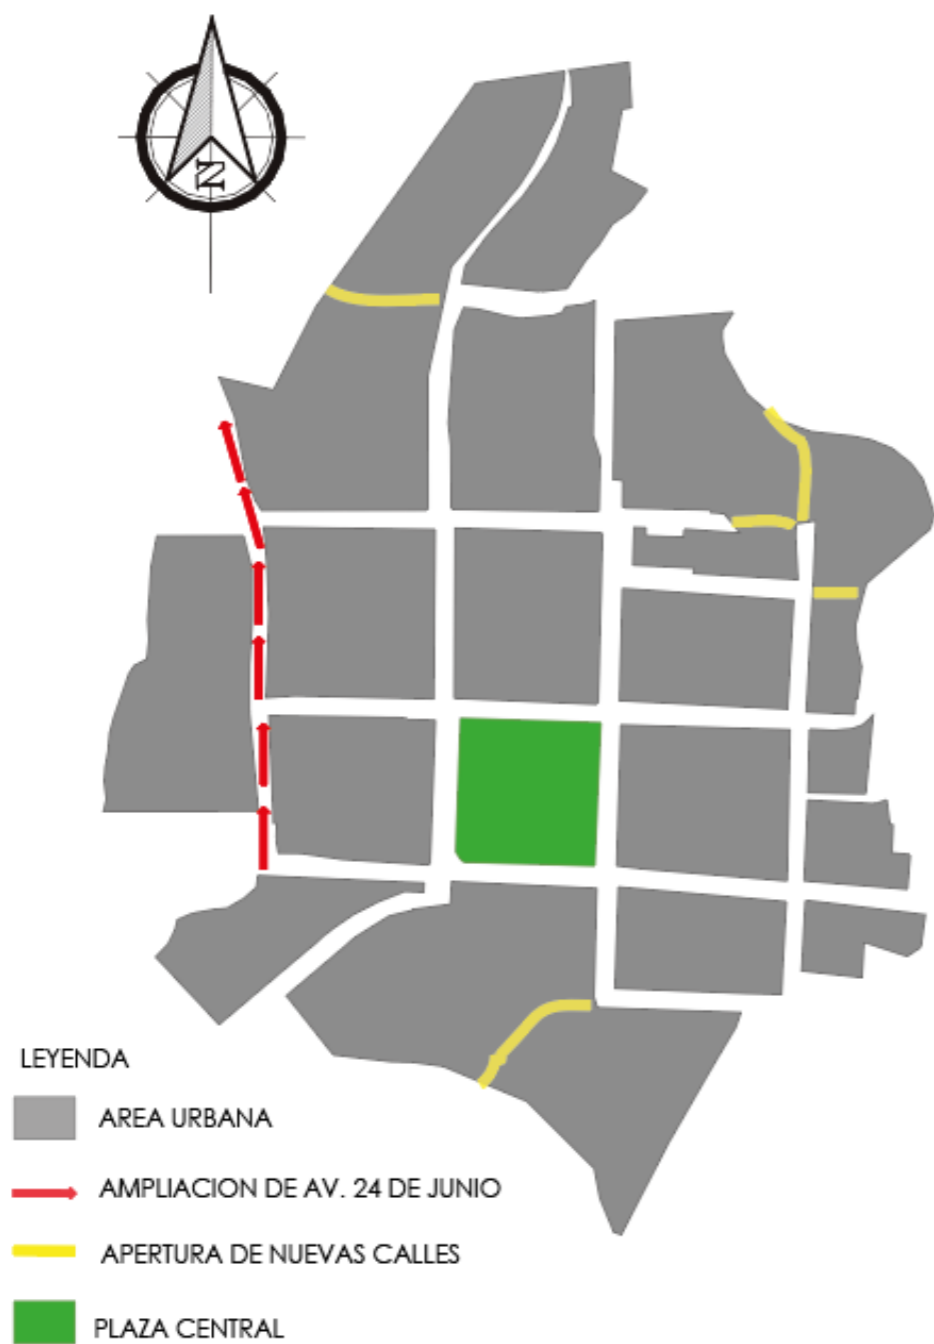 N
LEYENDA
AREA URBANA
AMPLIACION DE AV. 24 DE JUNIO
APERTURA DE NUEVAS CALLES
PLAZA CENTRAL